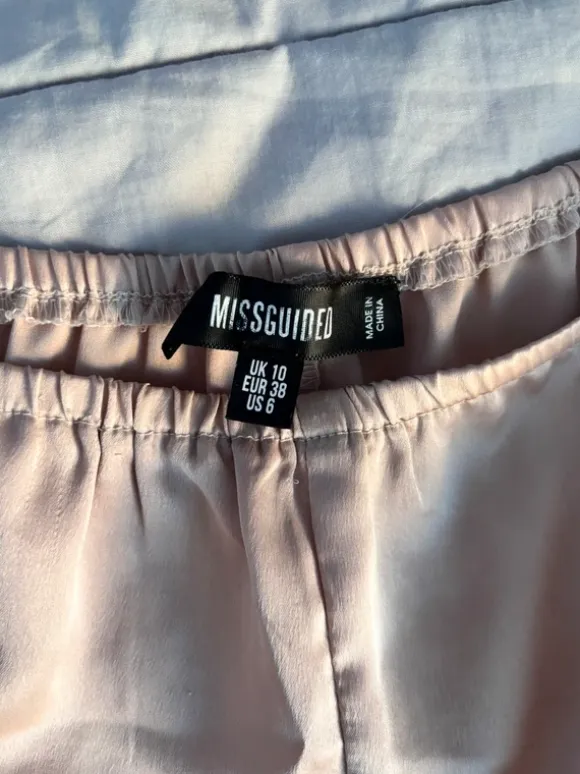 MISSGUIDED
MADE IN
CHINA
UK 10
EUR 38
US 6